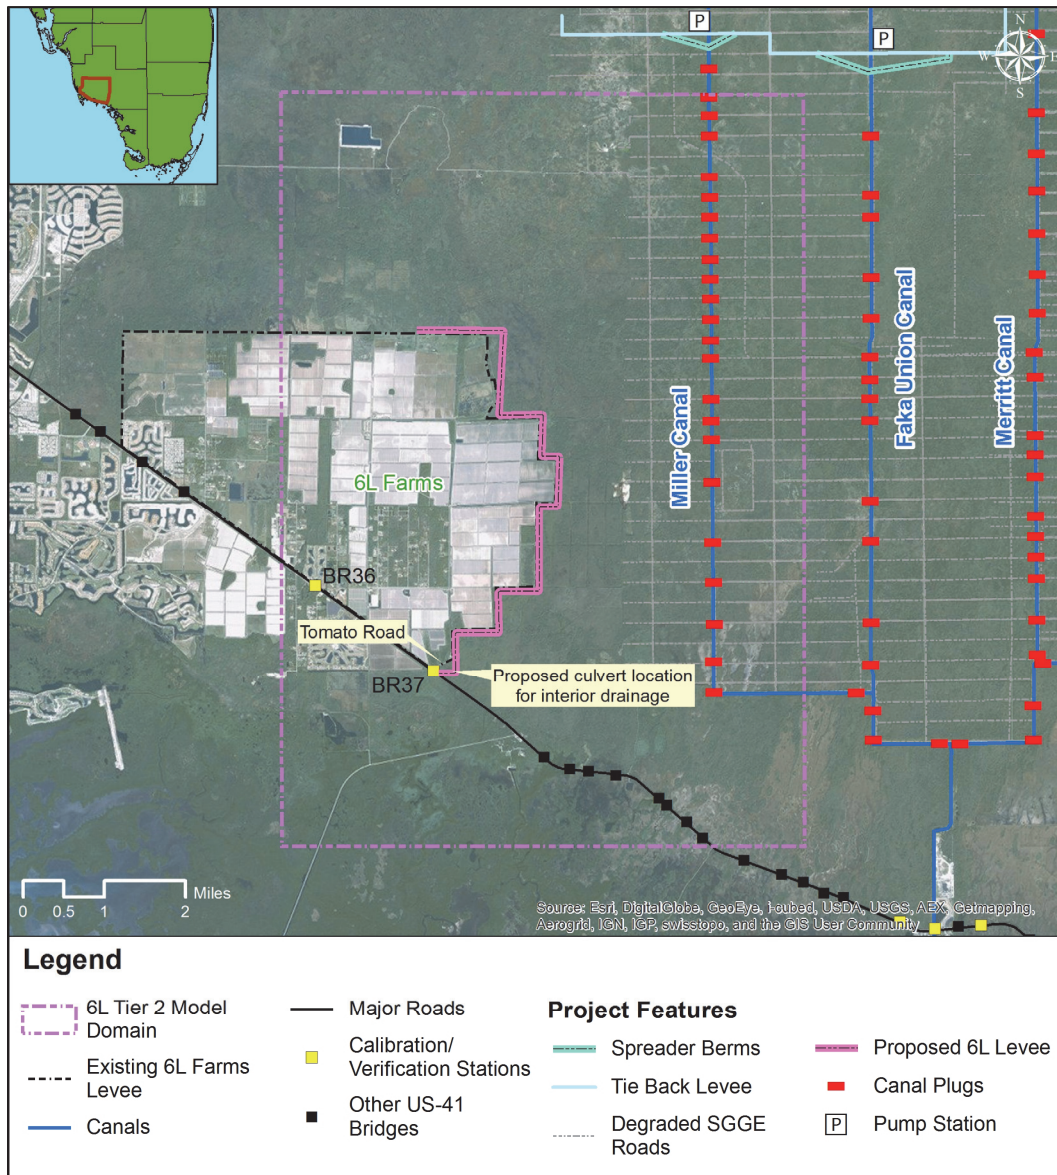 P
P
N
W
E
S
Miller Canal
Faka Union Canal
Merritt Canal
6L Farms
BR36
Tomato Road
BR37
Proposed culvert location
for interior drainage
Miles
0 0.5 1 2
Source: Esri, DigitalGlobe, GeoEye, i-cubed, USDA, USGS, AEX, Getmapping,
Aerogrid, IGN, IGP, swisstopo, and the GIS User Community
Legend
6L Tier 2 Model
Domain
Existing 6L Farms
Levee
Canals
Major Roads
Calibration/
Verification Stations
Other US-41
Bridges
Project Features
Spreader Berms
Tie Back Levee
Degraded SGGE
Roads
Proposed 6L Levee
Canal Plugs
P Pump Station